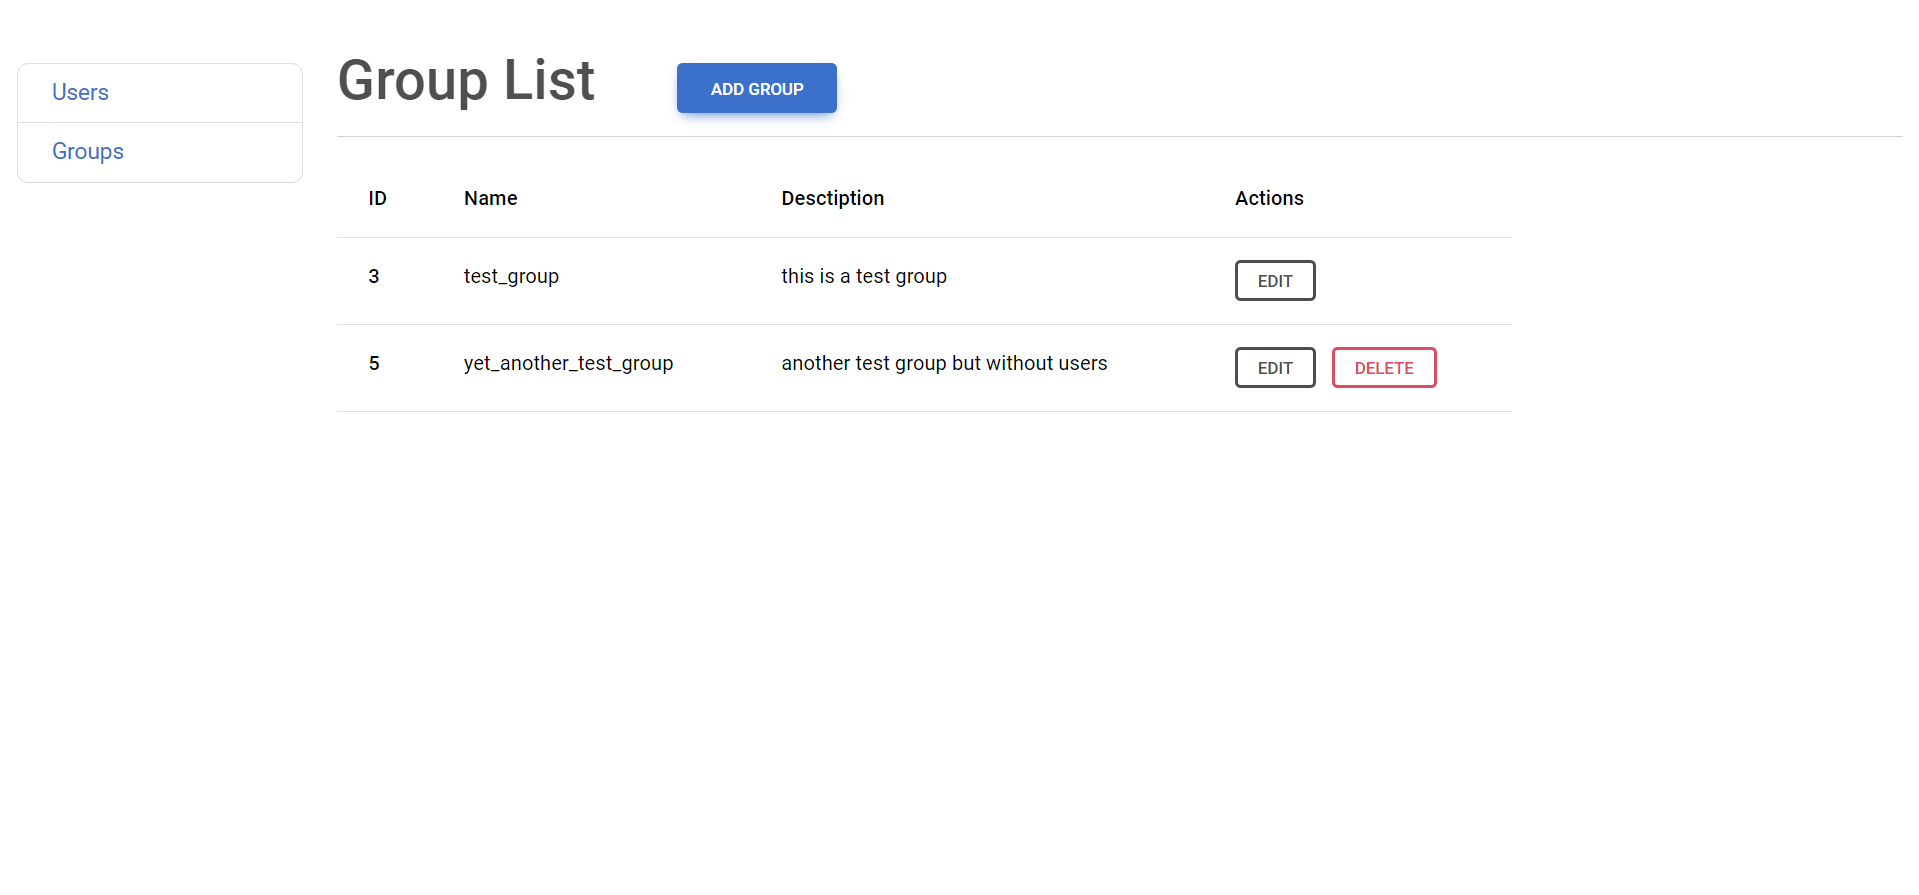 Users
Groups
Group List
ADD GROUP
ID Name Desctiption Actions
3 test_group this is a test group EDIT
5 yet_another_test_group another test group but without users EDIT DELETE